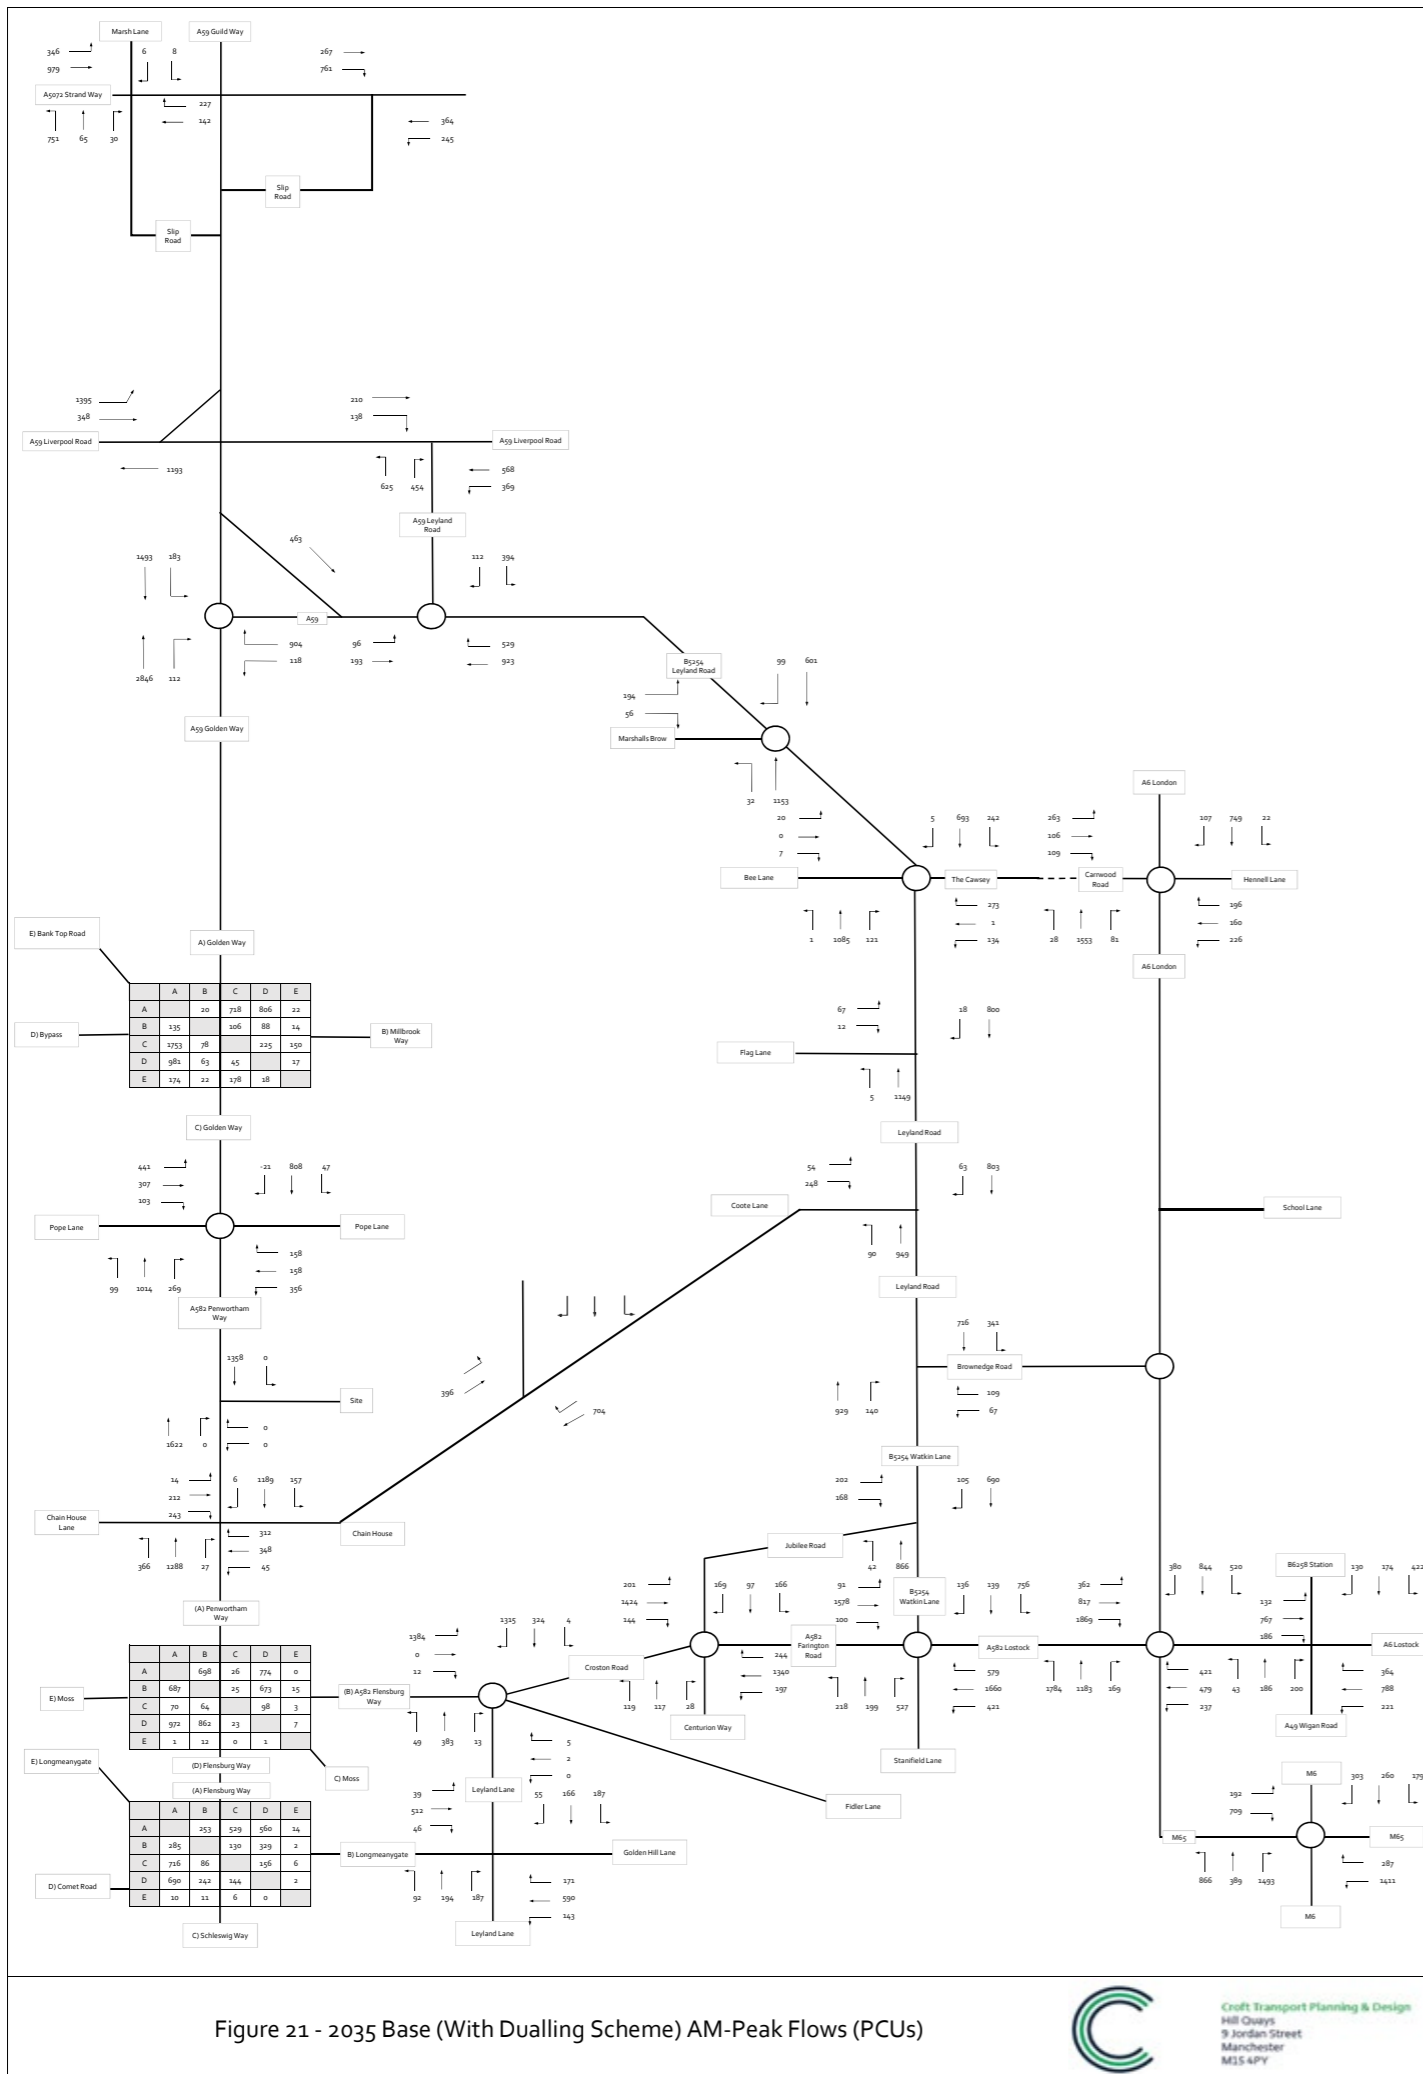 Marsh Lane
A59 Guild Way
346
6
8
267
979
761
A5072 Strand Way
227
142
364
751
65
30
245
Slip
Road
Slip
Road
1395
348
210
138
A59 Liverpool Road
A59 Liverpool Road
1193
568
625
454
369
A59 Leyland
Road
463
1493
183
112
394
A59
904
118
96
193
529
923
2846
112
B5254
Leyland Road
99
601
194
56
A59 Golden Way
Marshalls Brow
32
1153
A6 London
20
0
7
5
693
242
263
106
109
107
749
22
Bee Lane
The Cawsey
Carrwood
Road
Hennell Lane
273
1
134
196
160
226
1
1085
121
28
1553
81
E) Bank Top Road
A) Golden Way
A6 London
A B C D E
A 20 718 806 22
B 135 106 88 14
C 1753 78 225 150
D 981 63 45 17
E 174 22 178 18
D) Bypass
B) Millbrook
Way
67
12
18
800
Flag Lane
5
1149
C) Golden Way
Leyland Road
441
307
103
-21
808
47
54
248
63
803
Pope Lane
Pope Lane
Coote Lane
School Lane
158
158
356
99
1014
269
90
949
A582 Penwortham
Way
Leyland Road
1358
0
716
341
396
704
Brownedge Road
Site
109
67
929
140
0
0
1622
0
B5254 Watkin Lane
14
212
243
6
1189
157
202
168
105
690
Chain House
Lane
Chain House
312
348
45
366
1288
27
Jubilee Road
42
866
(A) Penwortham
Way
201
1424
144
169
97
166
91
1578
100
B5254
Watkin Lane
136
139
756
362
817
1869
380
844
520
B6258 Station
130
174
422
132
767
186
1384
0
12
1315
324
4
A582
Farington
Road
A582 Lostock
A6 Lostock
A B C D E
A 698 26 774 0
B 687 25 673 15
C 70 64 98 3
D 972 862 23 7
E 1 12 0 1
E) Moss
(B) A582 Flensburg
Way
Croston Road
244
1340
197
579
1660
421
421
479
237
364
788
221
119
117
28
218
199
527
1784
1183
169
43
186
200
49
383
13
Centurion Way
Stanifield Lane
A49 Wigan Road
5
2
0
(D) Flensburg Way
C) Moss
E) Longmeanygate
(A) Flensburg Way
Leyland Lane
M6
192
709
303
260
179
39
512
46
55
166
187
Fidler Lane
A B C D E
A 253 529 560 14
B 285 130 329 2
C 716 86 156 6
D 690 242 144 2
E 10 11 6 0
B) Longmeanygate
Golden Hill Lane
M65
M65
287
1411
866
389
1493
D) Comet Road
171
590
143
92
194
187
M6
C) Schleswig Way
Leyland Lane
Figure 21 - 2035 Base (With Dualling Scheme) AM-Peak Flows (PCUs)
Croft Transport Planning & Design
Hill Quays
9 Jordan Street
Manchester
M15 4PY